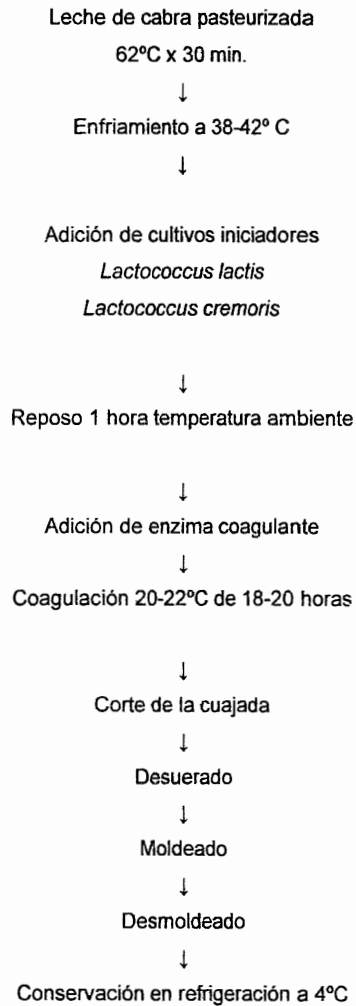 Leche de cabra pasteurizada
62ºC x 30 min.
↓
Enfriamiento a 38-42º C
↓
Adición de cultivos iniciadores
Lactococcus lactis
Lactococcus cremoris
↓
Reposo 1 hora temperatura ambiente
↓
Adición de enzima coagulante
↓
Coagulación 20-22ºC de 18-20 horas
↓
Corte de la cuajada
↓
Desuerado
↓
Moldeado
↓
Desmoldeado
↓
Conservación en refrigeración a 4ºC